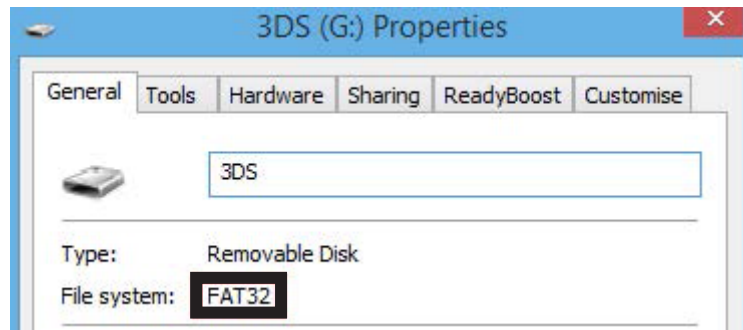 3DS (G:) Properties
General Tools Hardware Sharing ReadyBoost Customise
3DS
Type: Removable Disk
File system: FAT32